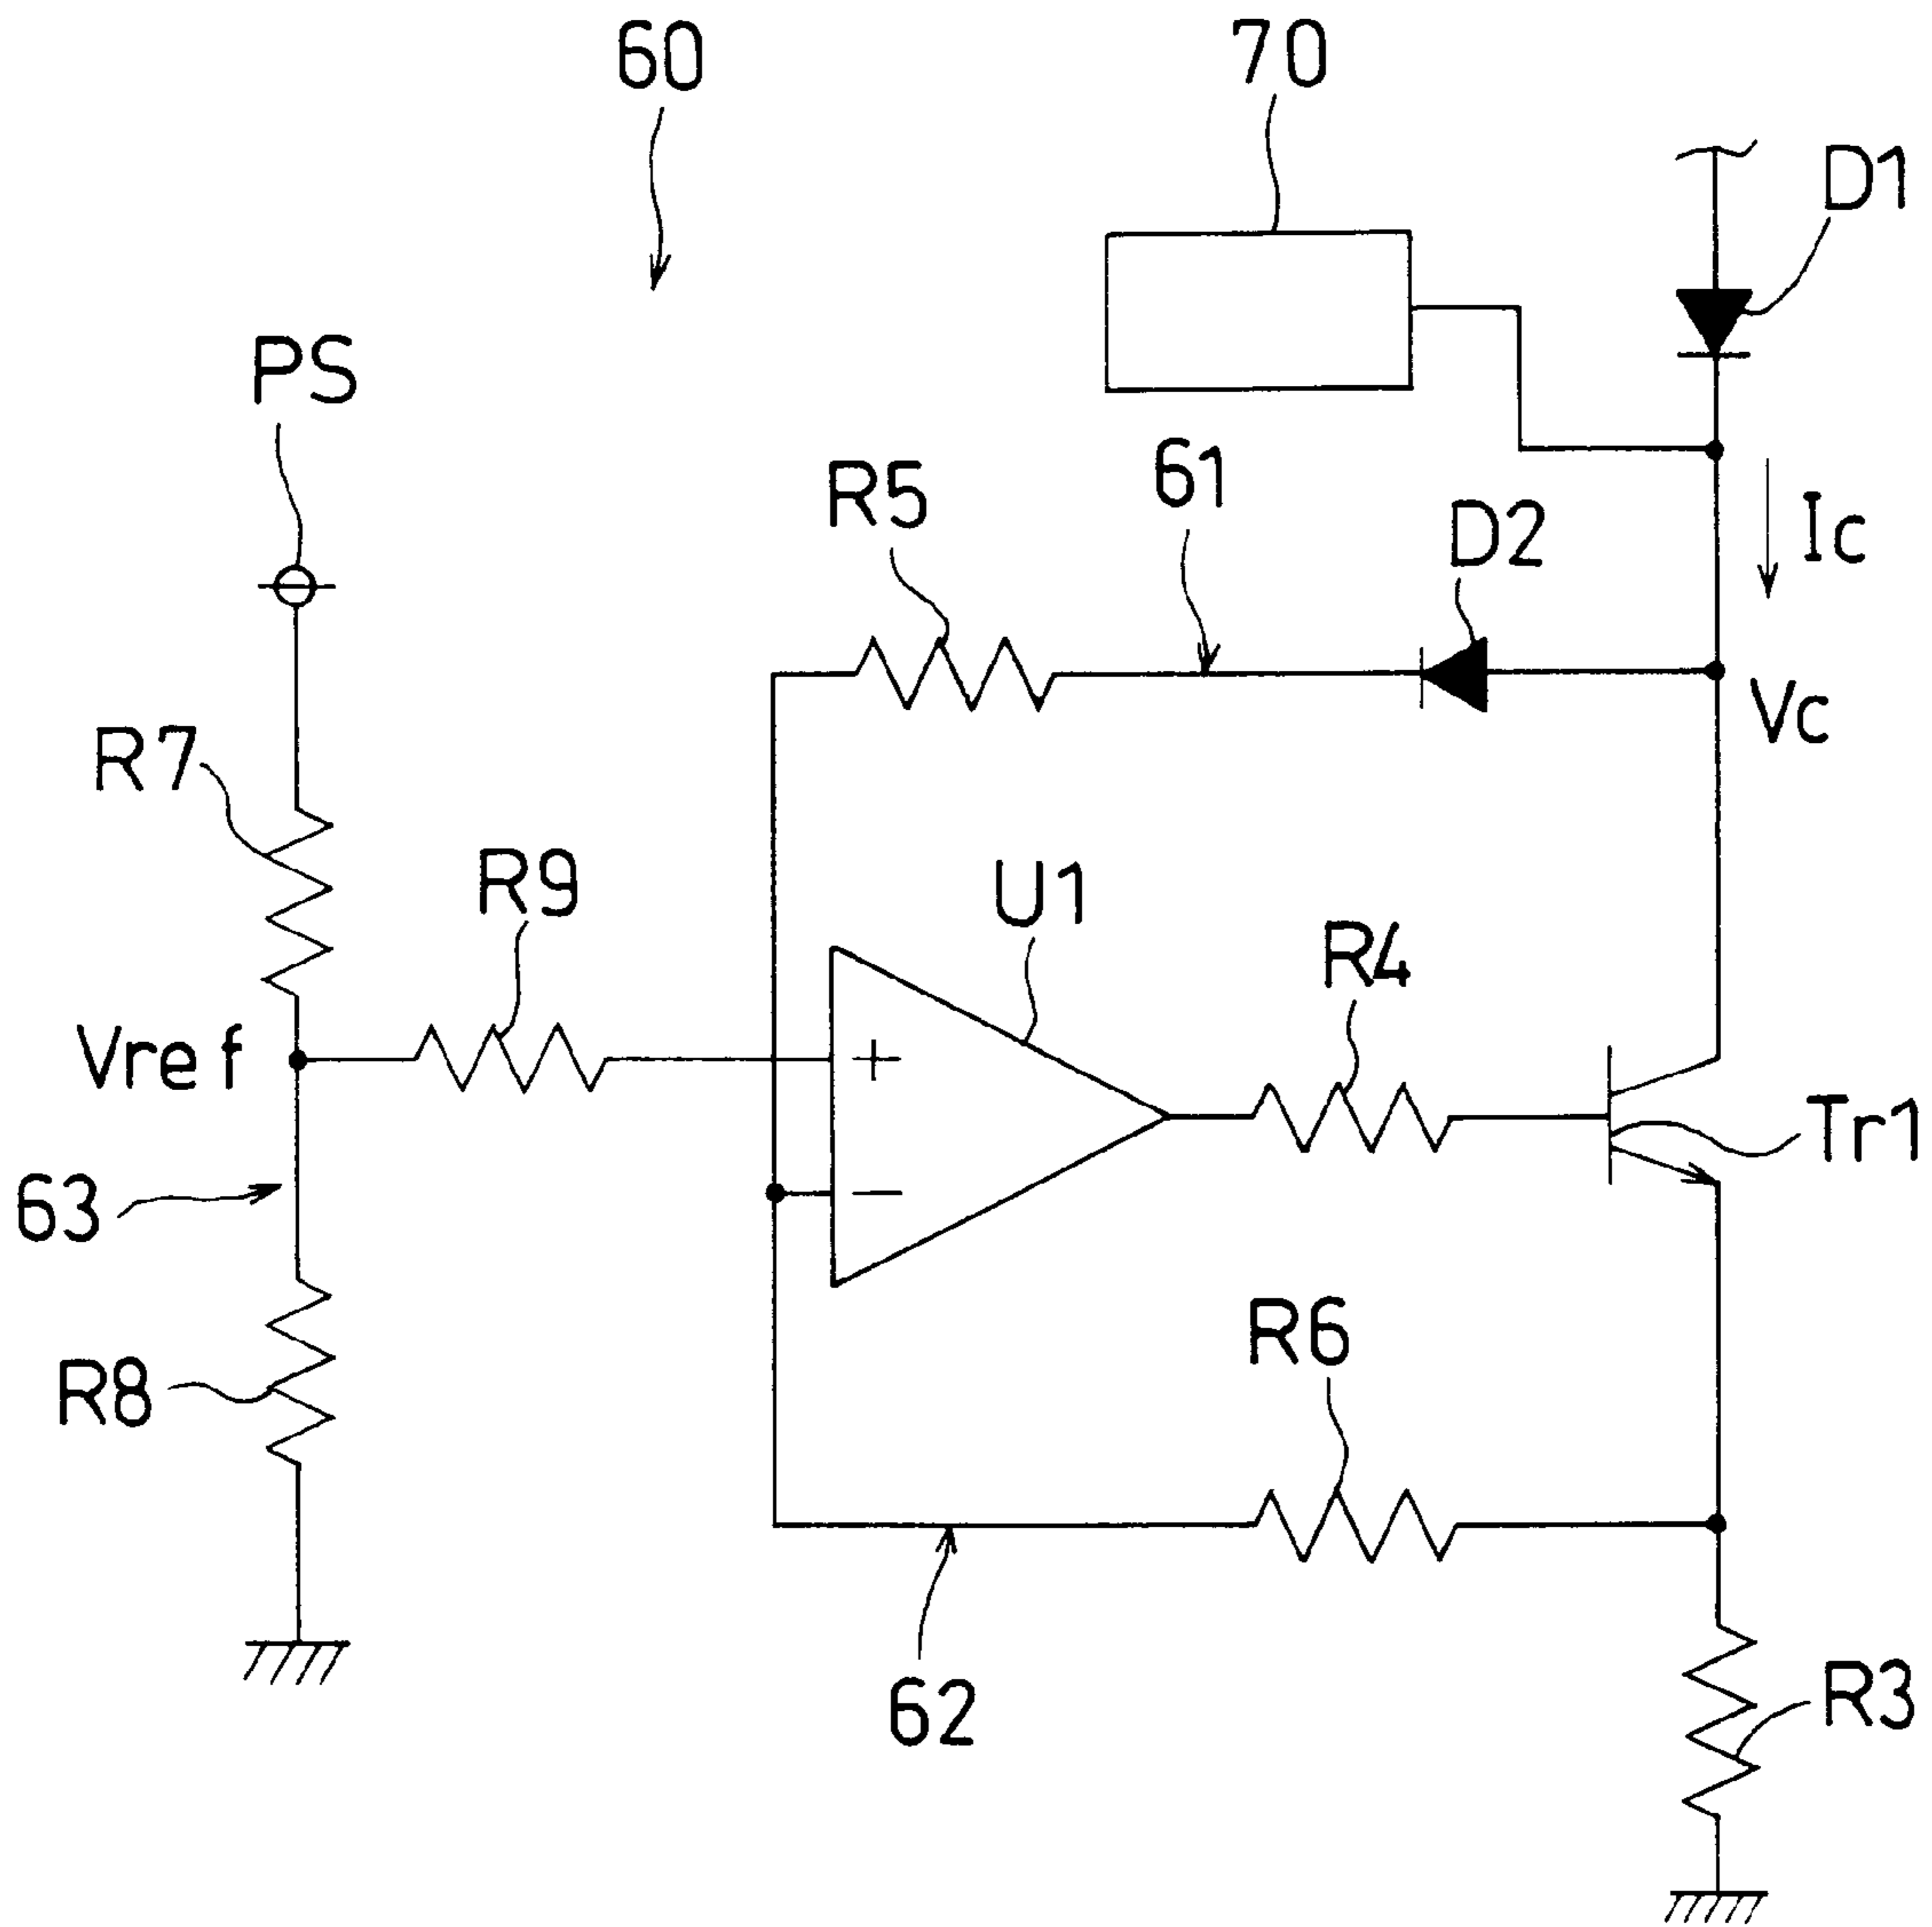 60
70
D1
PS
61
R5
D2
Ic
Vc
R7
R9
U1
R4
Vref
+
Tr1
63
−
R6
R8
62
R3